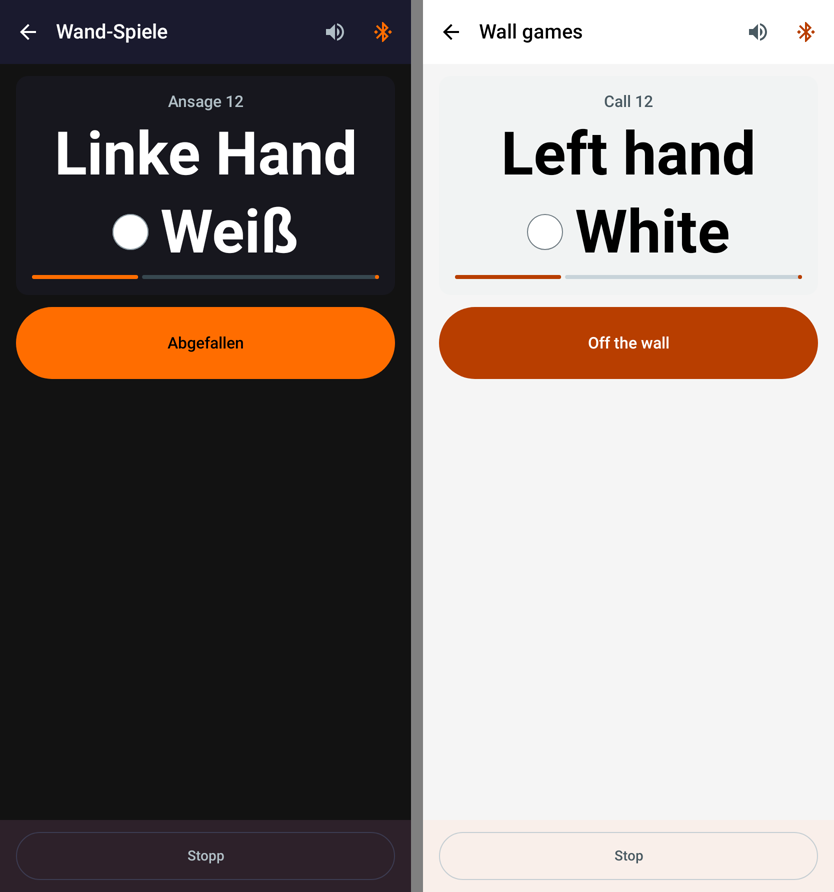 Wand-Spiele
Ansage 12
Linke Hand
Weiß
Abgefallen
Stopp
Wall games
Call 12
Left hand
White
Off the wall
Stop